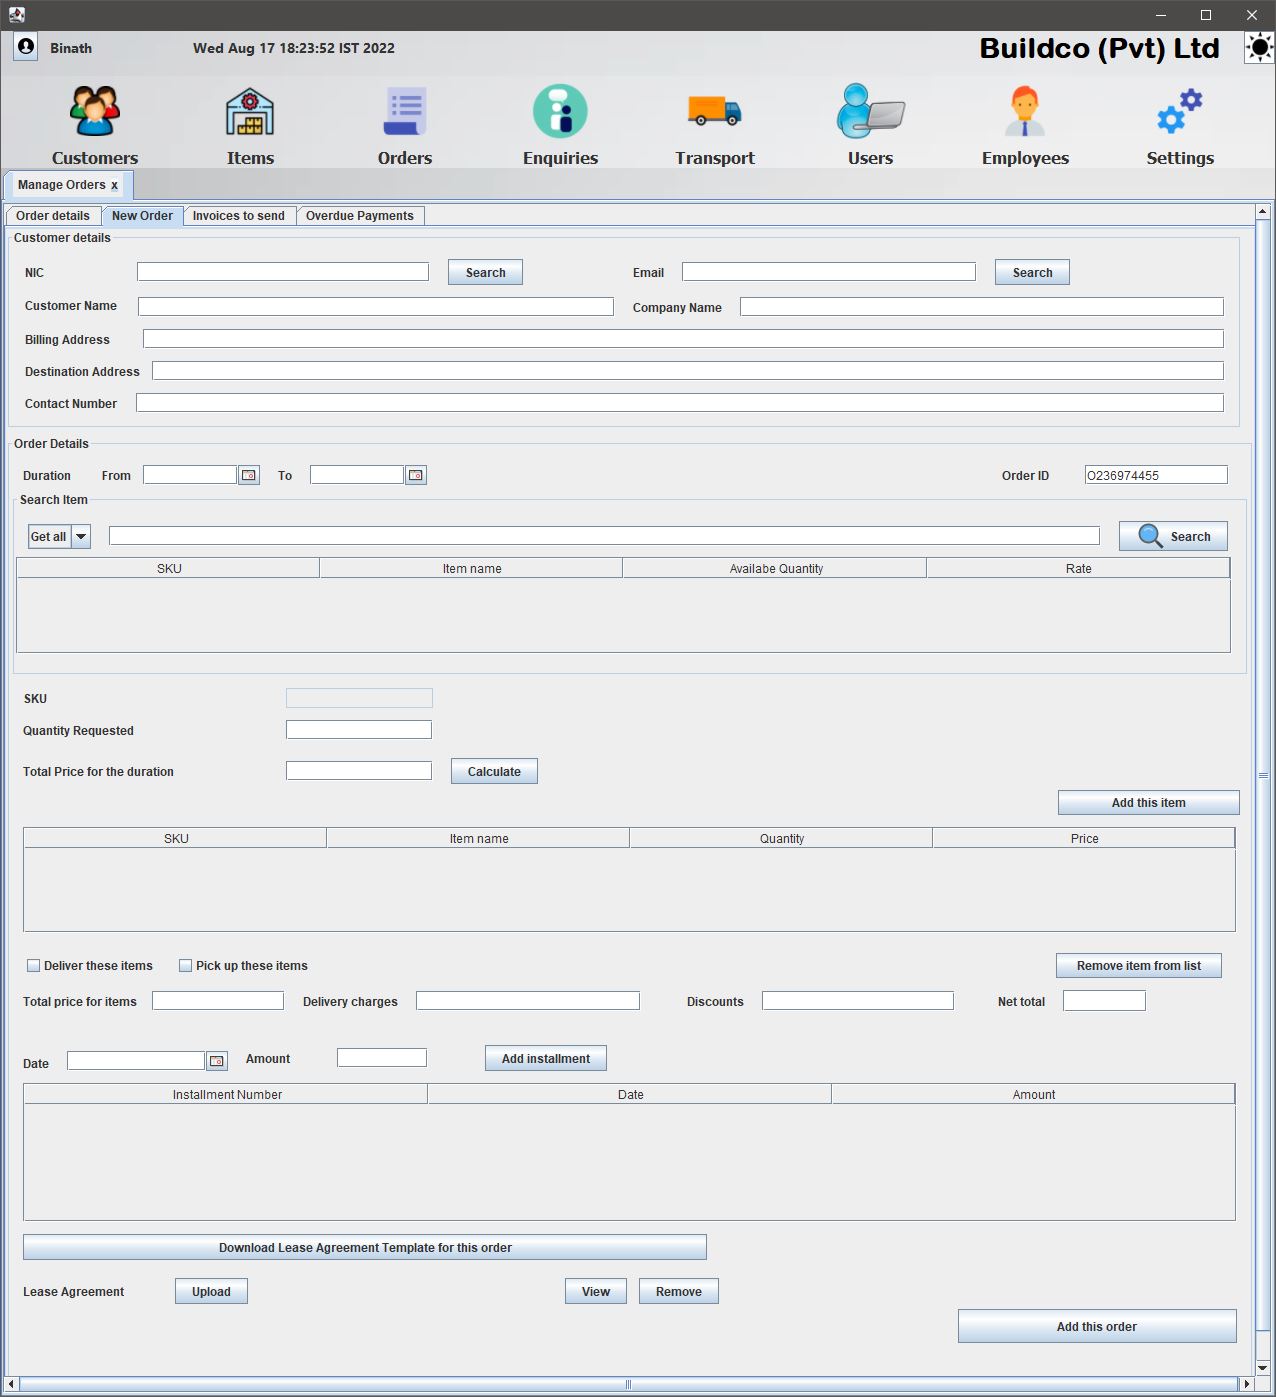 Binath Wed Aug 17 18:23:52 IST 2022 Buildco (Pvt) Ltd
Customers Items Orders Enquiries Transport Users Employees Settings
Manage Orders x
Order details New Order Invoices to send Overdue Payments
Customer details
NIC Search Email Search
Customer Name Company Name
Billing Address
Destination Address
Contact Number
Order Details
Duration From To Order ID O236974455
Search Item
Get all Search
SKU Item name Availabe Quantity Rate
SKU
Quantity Requested
Total Price for the duration Calculate
Add this item
SKU Item name Quantity Price
Deliver these items Pick up these items Remove item from list
Total price for items Delivery charges Discounts Net total
Date Amount Add installment
Installment Number Date Amount
Download Lease Agreement Template for this order
Lease Agreement Upload View Remove
Add this order